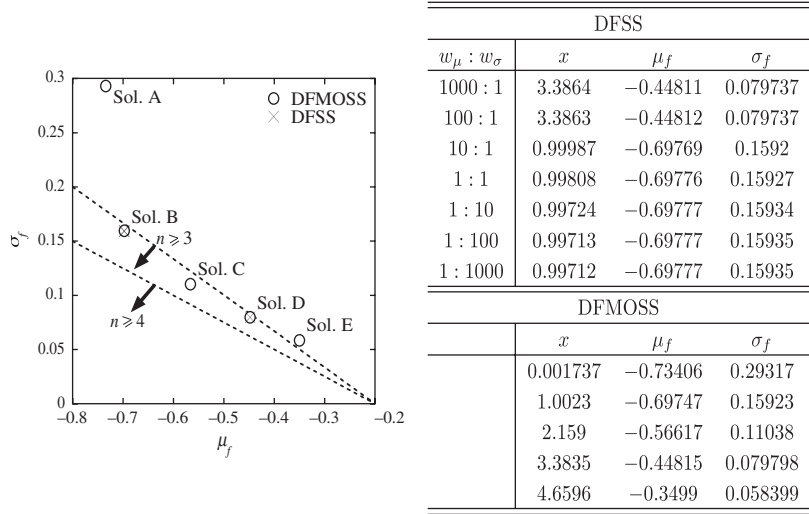 0.3
0.25
0.2
0.15
0.1
0.05
0
σf
−0.8 −0.7 −0.6 −0.5 −0.4 −0.3 −0.2
μf
Sol. A
○ DFMOSS
× DFSS
Sol. B
n ⩾ 3
Sol. C
n ⩾ 4
Sol. D
Sol. E
DFSS
wμ : wσ x μf σf
1000 : 1 3.3864 −0.44811 0.079737
100 : 1 3.3863 −0.44812 0.079737
10 : 1 0.99987 −0.69769 0.1592
1 : 1 0.99808 −0.69776 0.15927
1 : 10 0.99724 −0.69777 0.15934
1 : 100 0.99713 −0.69777 0.15935
1 : 1000 0.99712 −0.69777 0.15935
DFMOSS
x μf σf
0.001737 −0.73406 0.29317
1.0023 −0.69747 0.15923
2.159 −0.56617 0.11038
3.3835 −0.44815 0.079798
4.6596 −0.3499 0.058399